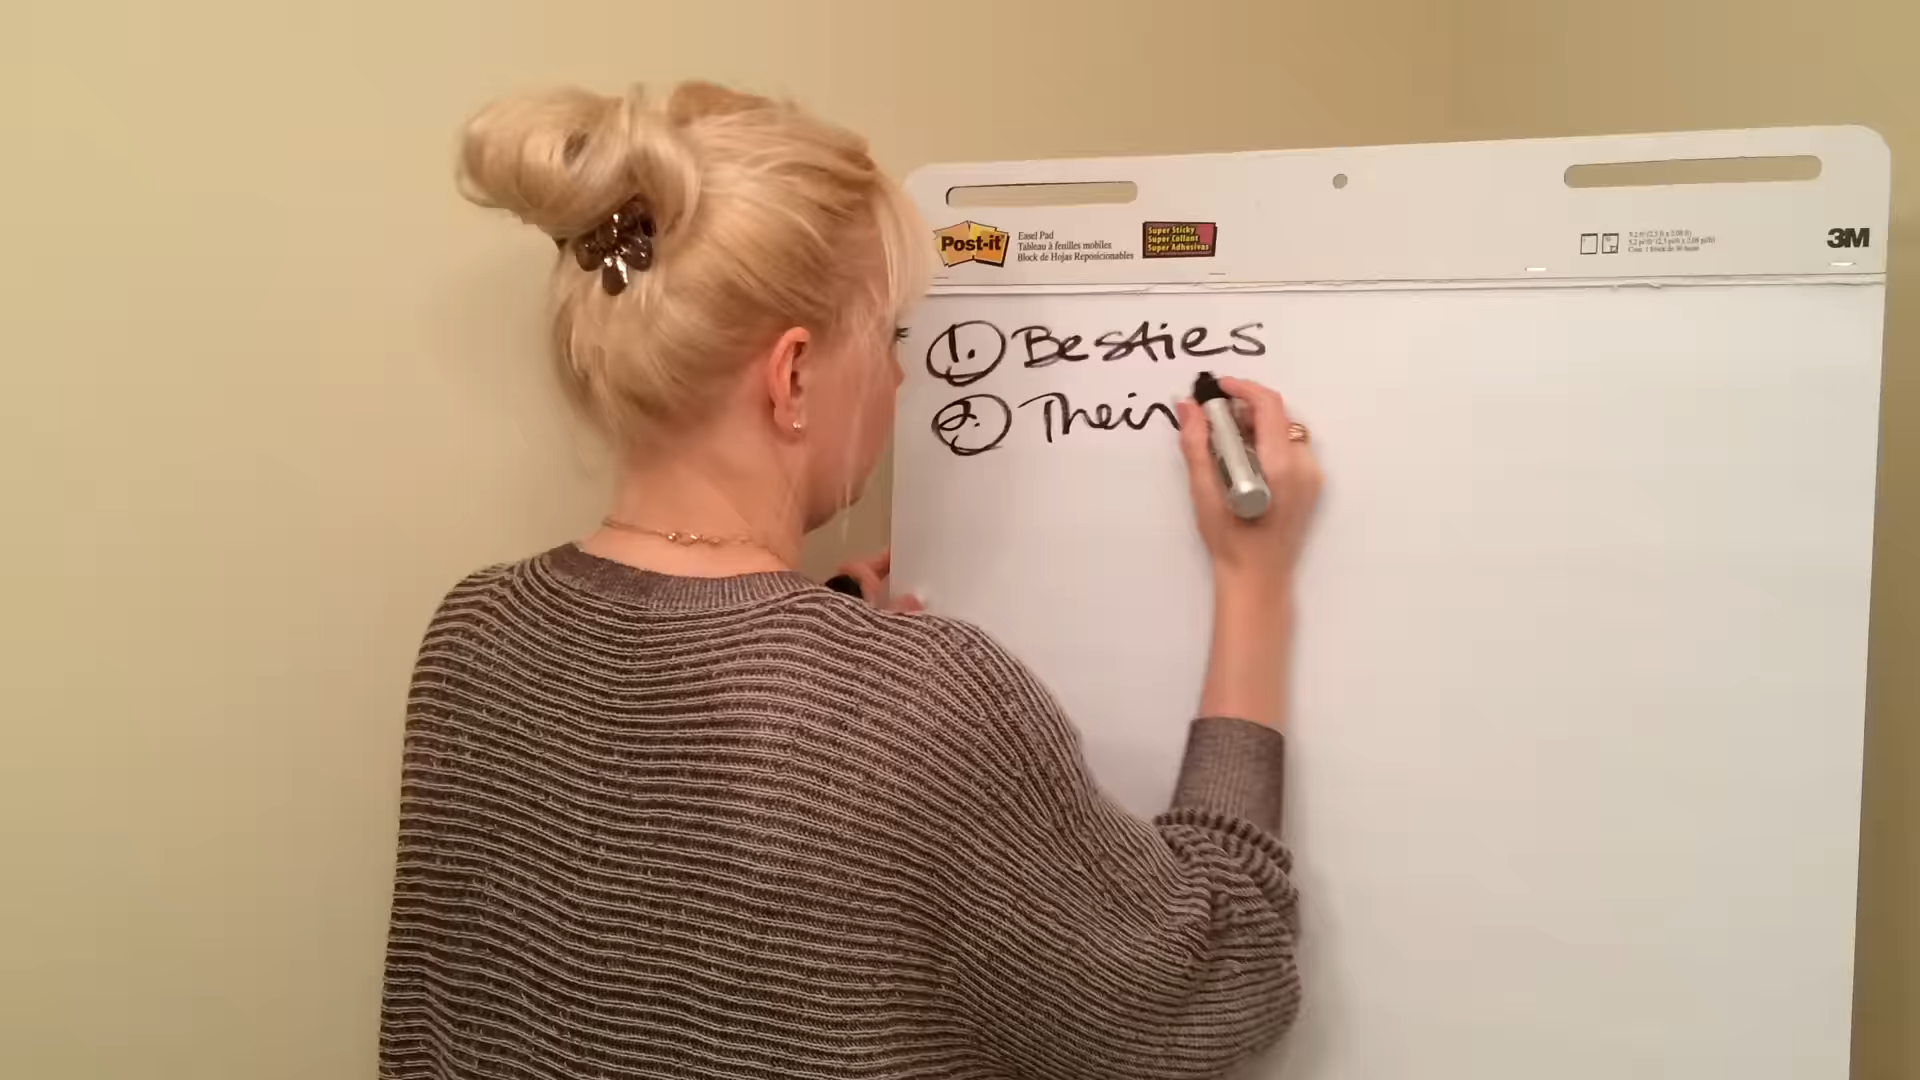 Post-it
Easel Pad
Tableau à feuilles mobiles
Block de Hojas Reposicionables
Super Sticky
Super Collant
Super Adhesivas
3M
1. Besties
2. Their